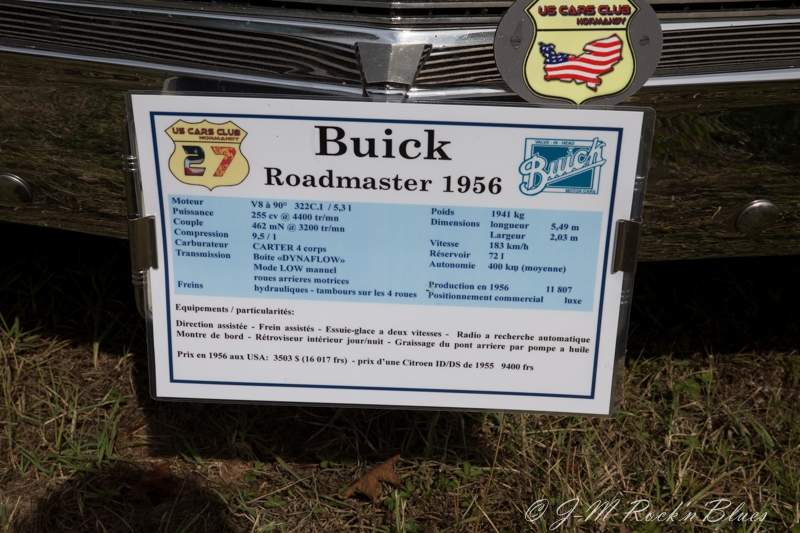 US CARS CLUB
NORMANDY
US CARS CLUB
NORMANDY
27
Buick
Roadmaster 1956
VALVE - IN - HEAD
Buick
MOTOR CARS
Moteur V8 à 90° 322C.I / 5,3 l
Puissance 255 cv @ 4400 tr/mn
Couple 462 mN @ 3200 tr/mn
Compression 9,5 / 1
Carburateur CARTER 4 corps
Transmission Boite «DYNAFLOW»
Mode LOW manuel
roues arrieres motrices
Freins hydrauliques - tambours sur les 4 roues
Poids 1941 kg
Dimensions longueur 5,49 m
Largeur 2,03 m
Vitesse 183 km/h
Réservoir 72 l
Autonomie 400 km (moyenne)
Production en 1956 11 807
Positionnement commercial luxe
Equipements / particularités:
Direction assistée - Frein assistés - Essuie-glace a deux vitesses - Radio a recherche automatique
Montre de bord - Rétroviseur intérieur jour/nuit - Graissage du pont arriere par pompe a huile
Prix en 1956 aux USA: 3503 $ (16 017 frs) - prix d'une Citroen ID/DS de 1955 9400 frs
© J-M Rock'n Blues